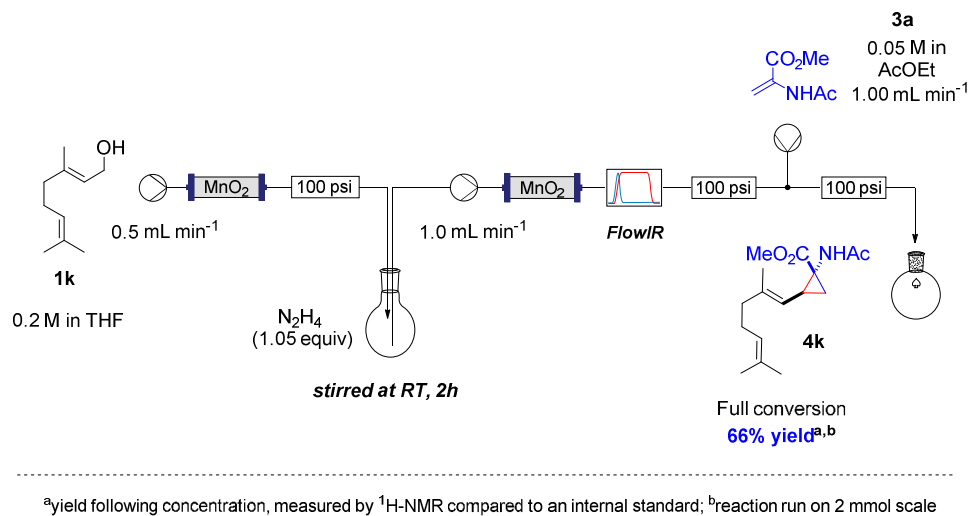 3a
0.05 M in
AcOEt
1.00 mL min-1
CO2Me
NHAc
OH
MnO2
100 psi
MnO2
100 psi
100 psi
0.5 mL min-1
1.0 mL min-1
FlowIR
1k
0.2 M in THF
N2H4
(1.05 equiv)
stirred at RT, 2h
MeO2C
NHAc
4k
Full conversion
66% yielda,b
ayield following concentration, measured by 1H-NMR compared to an internal standard; breaction run on 2 mmol scale